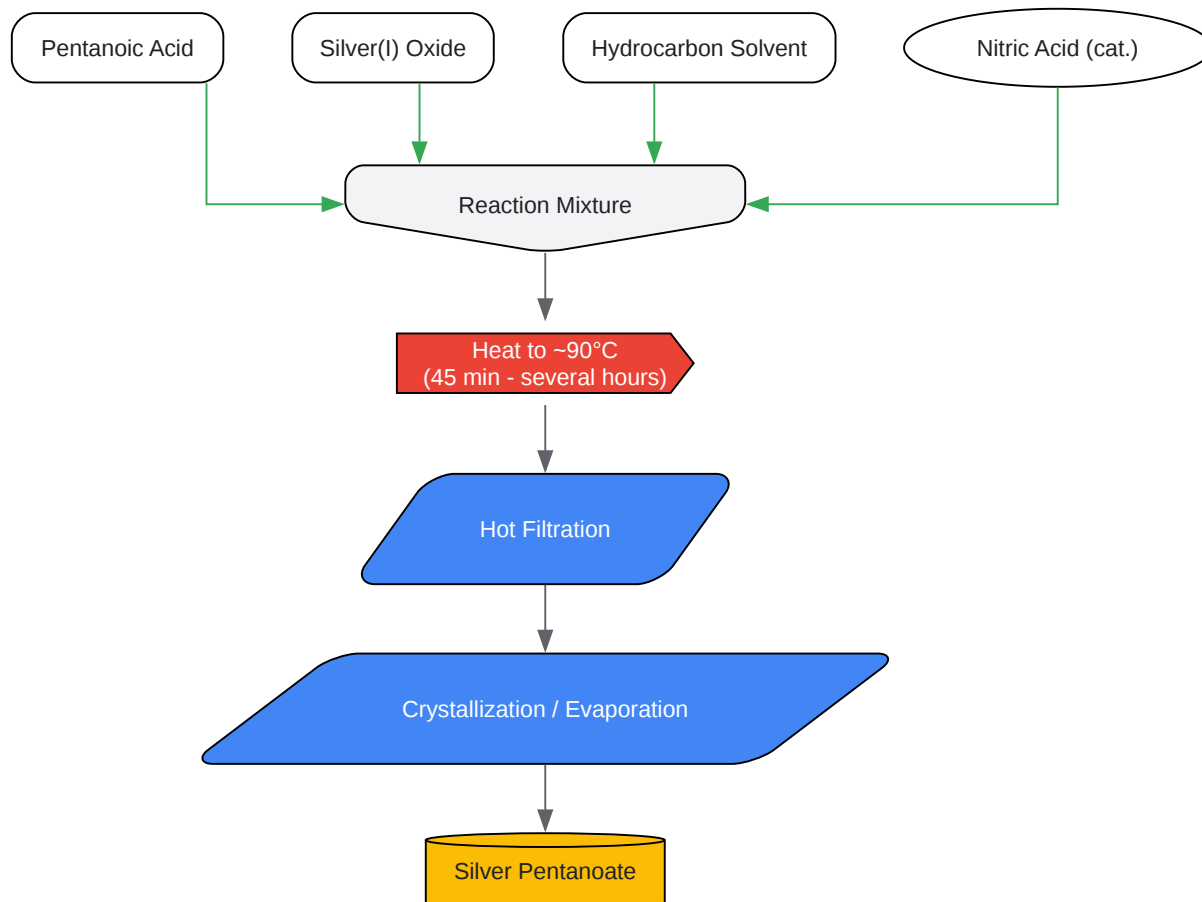 Pentanoic Acid
Silver(I) Oxide
Hydrocarbon Solvent
Nitric Acid (cat.)
Reaction Mixture
Heat to ~90°C
(45 min - several hours)
Hot Filtration
Crystallization / Evaporation
Silver Pentanoate